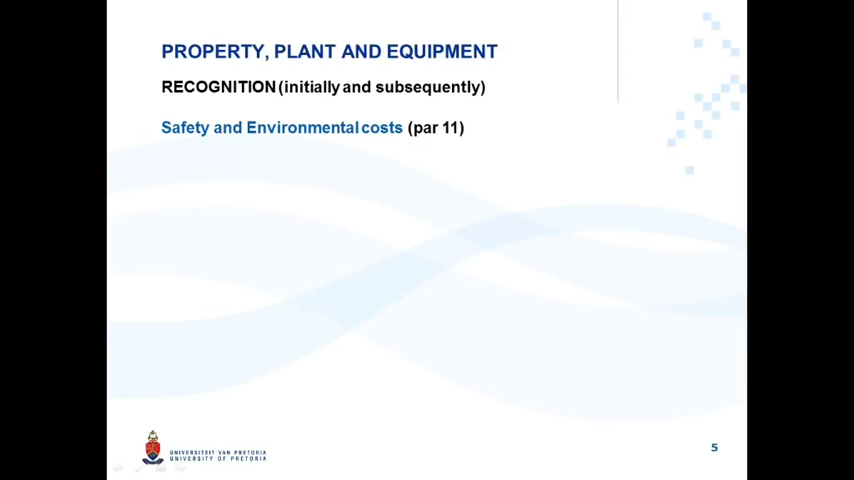 PROPERTY, PLANT AND EQUIPMENT
RECOGNITION (initially and subsequently)
Safety and Environmental costs (par 11)
UNIVERSITEIT VAN PRETORIA
UNIVERSITY OF PRETORIA
5